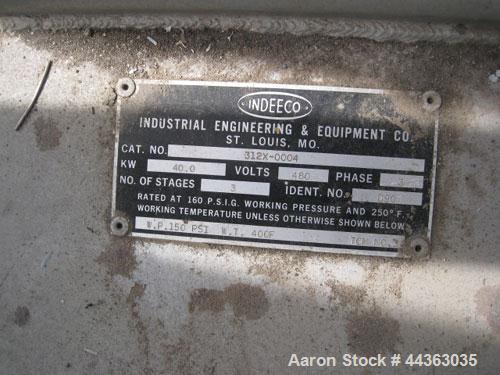 INDEECO
INDUSTRIAL ENGINEERING & EQUIPMENT CO.
ST. LOUIS, MO.
CAT. NO. 312X-0004
KW 40.0 VOLTS 480 PHASE 3
NO. OF STAGES 3 IDENT. NO.
RATED AT 160 P.S.I.G. WORKING PRESSURE AND 250° F.
WORKING TEMPERATURE UNLESS OTHERWISE SHOWN BELOW
W.P.150 PSI W.T. 400F
Aaron Stock # 44363035